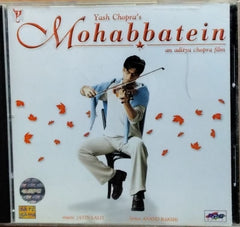 Yash Chopra's
Mohabbatein
an aditya chopra film
music JATIN-LALIT
lyrics ANAND BAKSHI